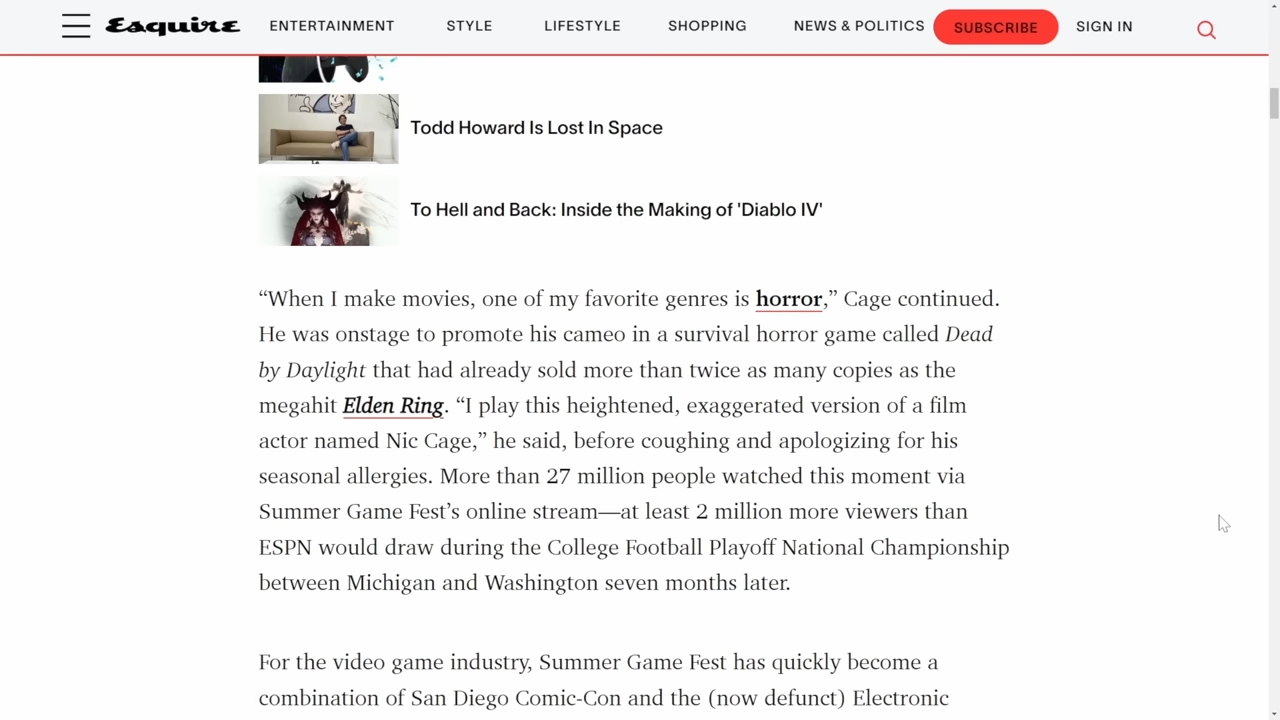 Esquire ENTERTAINMENT STYLE LIFESTYLE SHOPPING NEWS & POLITICS SUBSCRIBE SIGN IN
Todd Howard Is Lost In Space
To Hell and Back: Inside the Making of 'Diablo IV'
“When I make movies, one of my favorite genres is horror,” Cage continued.
He was onstage to promote his cameo in a survival horror game called Dead
by Daylight that had already sold more than twice as many copies as the
megahit Elden Ring. “I play this heightened, exaggerated version of a film
actor named Nic Cage,” he said, before coughing and apologizing for his
seasonal allergies. More than 27 million people watched this moment via
Summer Game Fest’s online stream—at least 2 million more viewers than
ESPN would draw during the College Football Playoff National Championship
between Michigan and Washington seven months later.
For the video game industry, Summer Game Fest has quickly become a
combination of San Diego Comic-Con and the (now defunct) Electronic